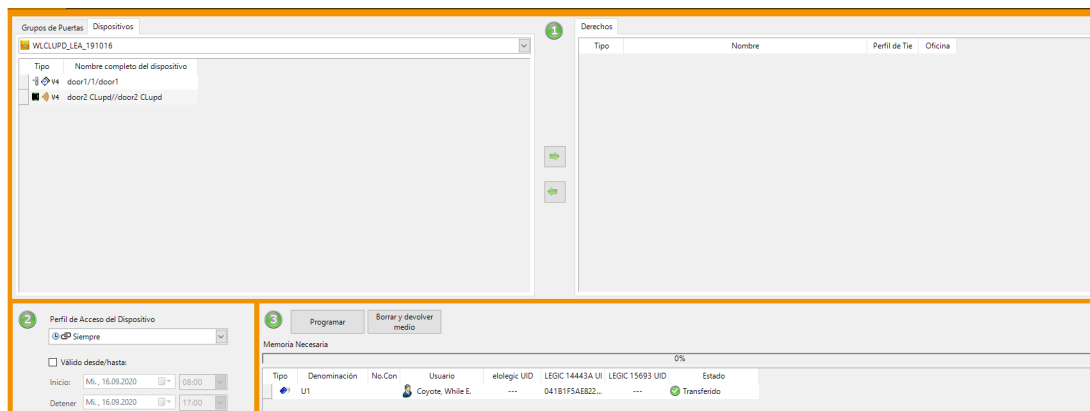 Grupos de Puertas Dispositivos
WLCLUPD_LEA_191016
Tipo Nombre completo del dispositivo
V4 door1/1/door1
V4 door2 CLupd//door2 CLupd
1
Derechos
Tipo Nombre Perfil de Tie Oficina
2
Perfil de Acceso del Dispositivo
Siempre
Válido desde/hasta:
Inicio: Mi., 16.09.2020 08:00
Detener Mi., 16.09.2020 17:00
3
Programar
Borrar y devolver
medio
Memoria Necesaria
0%
Tipo Denominación No.Con Usuario elolegic UID LEGIC 14443A UI LEGIC 15693 UID Estado
U1 Coyote, While E. --- 041B1F5AE822... --- Transferido